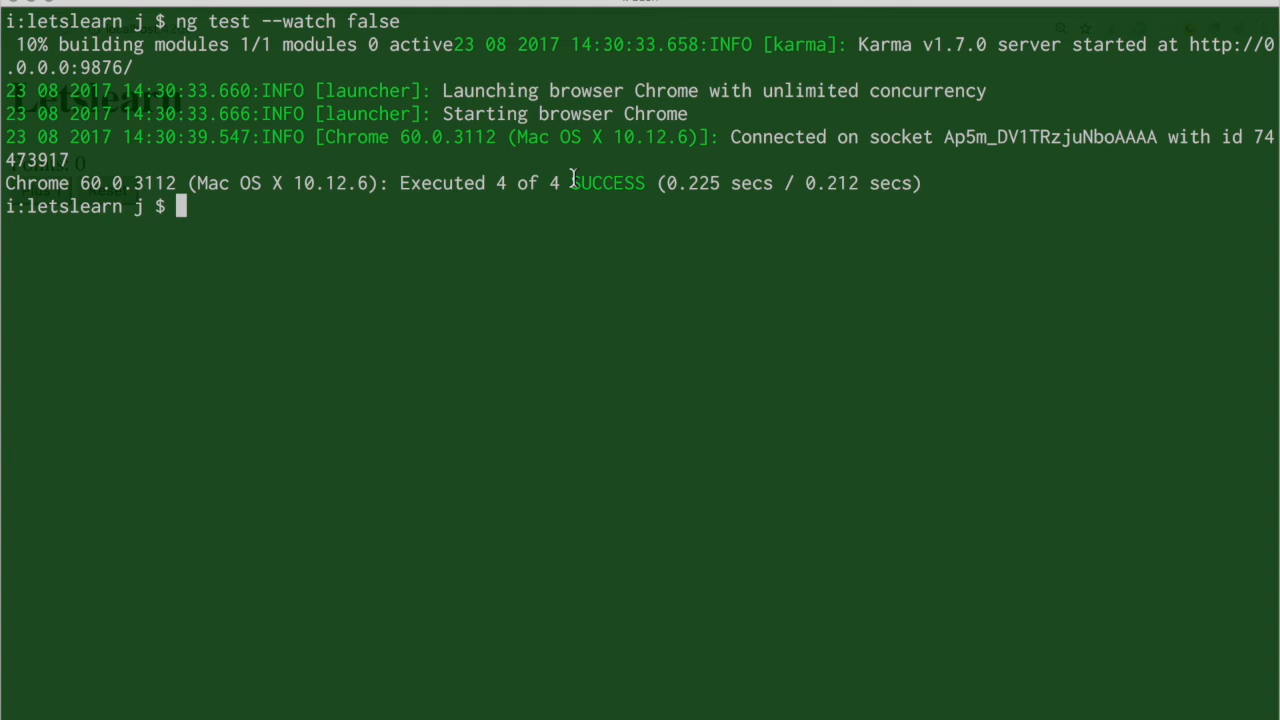 i:letslearn j $ ng test --watch false
10% building modules 1/1 modules 0 active23 08 2017 14:30:33.658:INFO [karma]: Karma v1.7.0 server started at http://0
.0.0.0:9876/
23 08 2017 14:30:33.660:INFO [launcher]: Launching browser Chrome with unlimited concurrency
Letslearn
23 08 2017 14:30:33.666:INFO [launcher]: Starting browser Chrome
23 08 2017 14:30:39.547:INFO [Chrome 60.0.3112 (Mac OS X 10.12.6)]: Connected on socket Ap5m_DV1TRzjuNboAAAA with id 74
473917
Points: 0
Chrome 60.0.3112 (Mac OS X 10.12.6): Executed 4 of 4 SUCCESS (0.225 secs / 0.212 secs)
i:letslearn j $